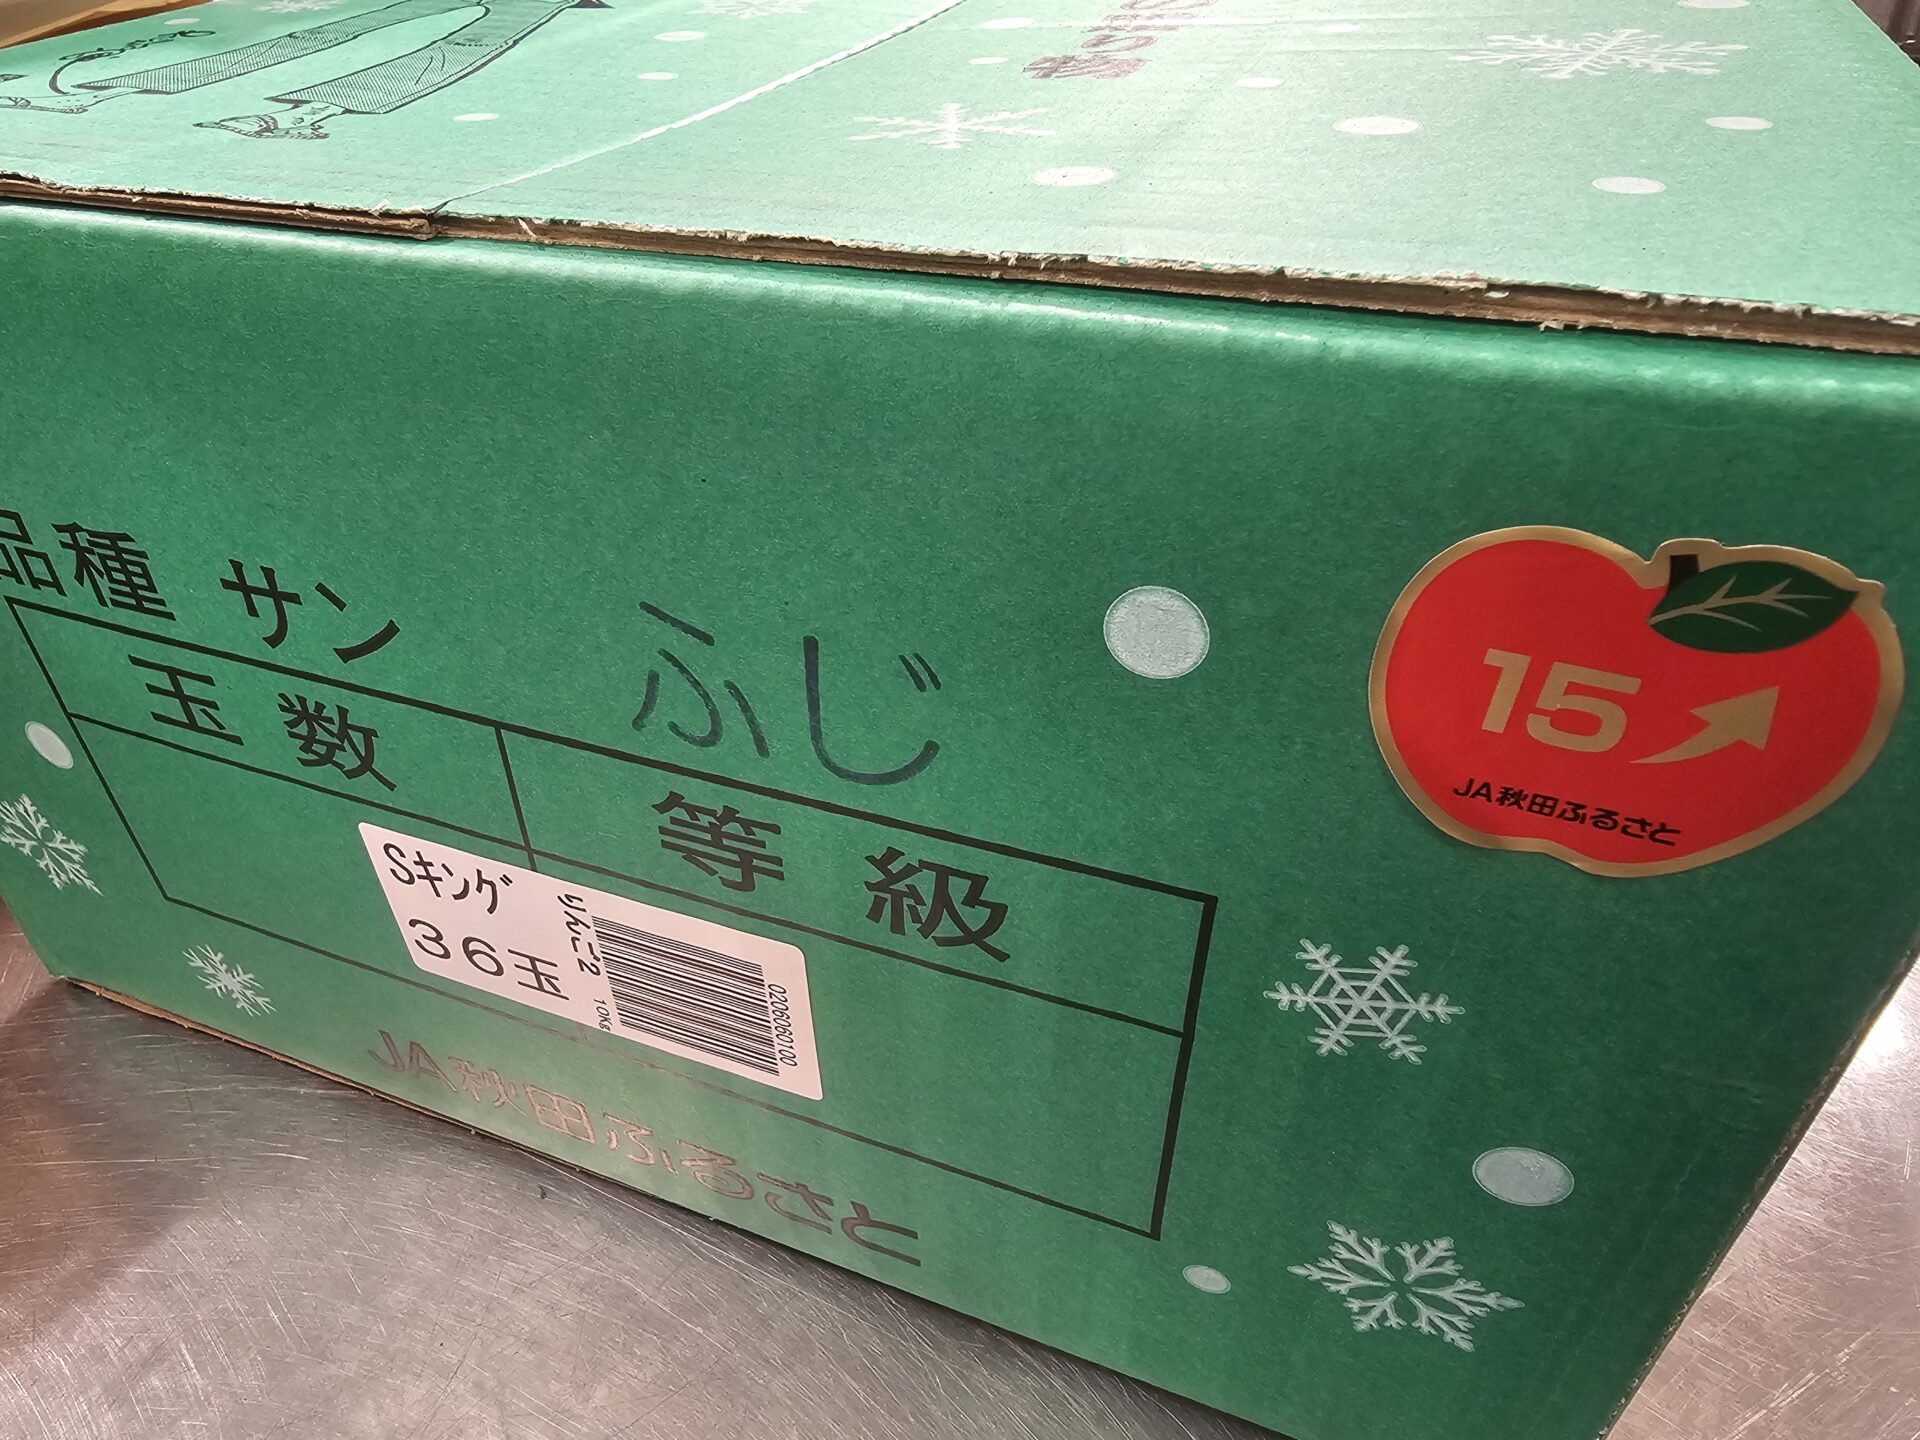 品種 サン ふじ
玉数
等級
Sキング
36玉
りんご2
10Kg
0206060100
15
JA秋田ふるさと
JA秋田ふるさと